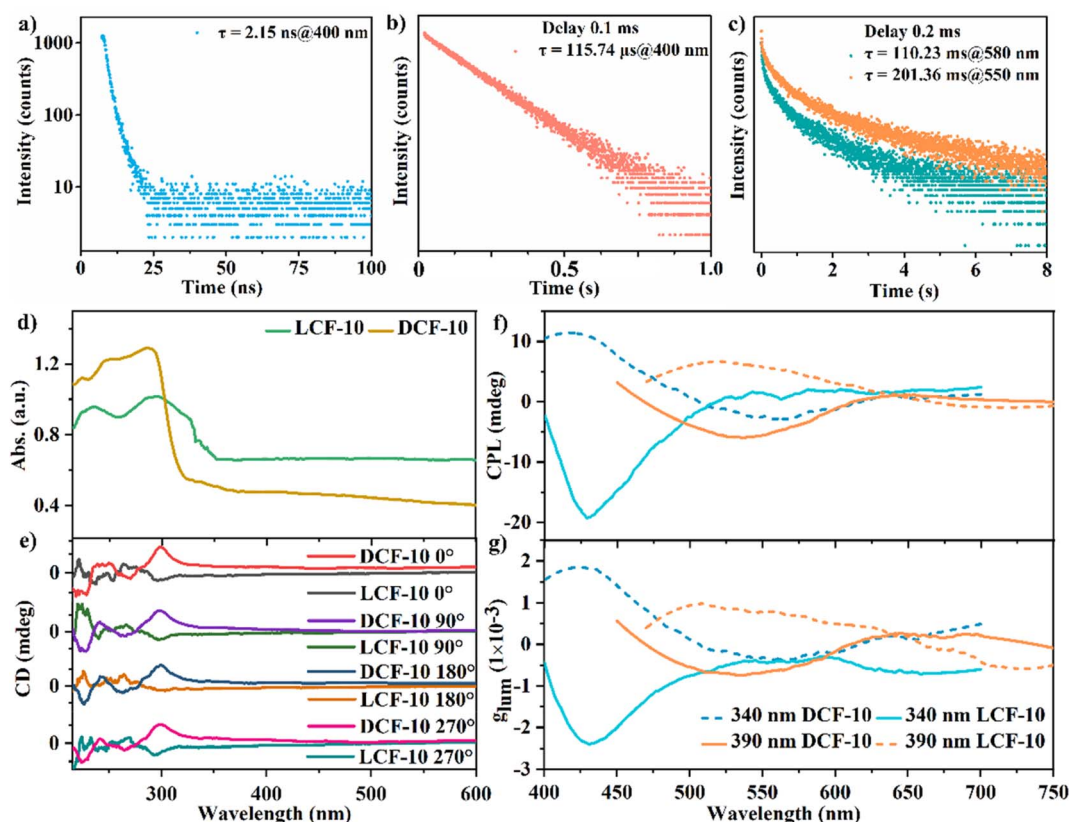 a)
τ = 2.15 ns@400 nm
Intensity (counts)
1000
100
10
0
25
50
75
100
Time (ns)
b)
Delay 0.1 ms
τ = 115.74 μs@400 nm
Intensity (counts)
0
0.5
1.0
Time (s)
c)
Delay 0.2 ms
τ = 110.23 ms@580 nm
τ = 201.36 ms@550 nm
Intensity (counts)
0
2
4
6
8
Time (s)
d)
LCF-10 DCF-10
Abs. (a.u.)
1.2
0.8
0.4
e)
CD (mdeg)
0
0
0
0
DCF-10 0°
LCF-10 0°
DCF-10 90°
LCF-10 90°
DCF-10 180°
LCF-10 180°
DCF-10 270°
LCF-10 270°
300
400
500
600
Wavelength (nm)
f)
CPL (mdeg)
10
0
-10
-20
g)
glum (1×10-3)
2
1
0
-1
-2
-3
340 nm DCF-10 340 nm LCF-10
390 nm DCF-10 390 nm LCF-10
400 450 500 550 600 650 700 750
Wavelength (nm)